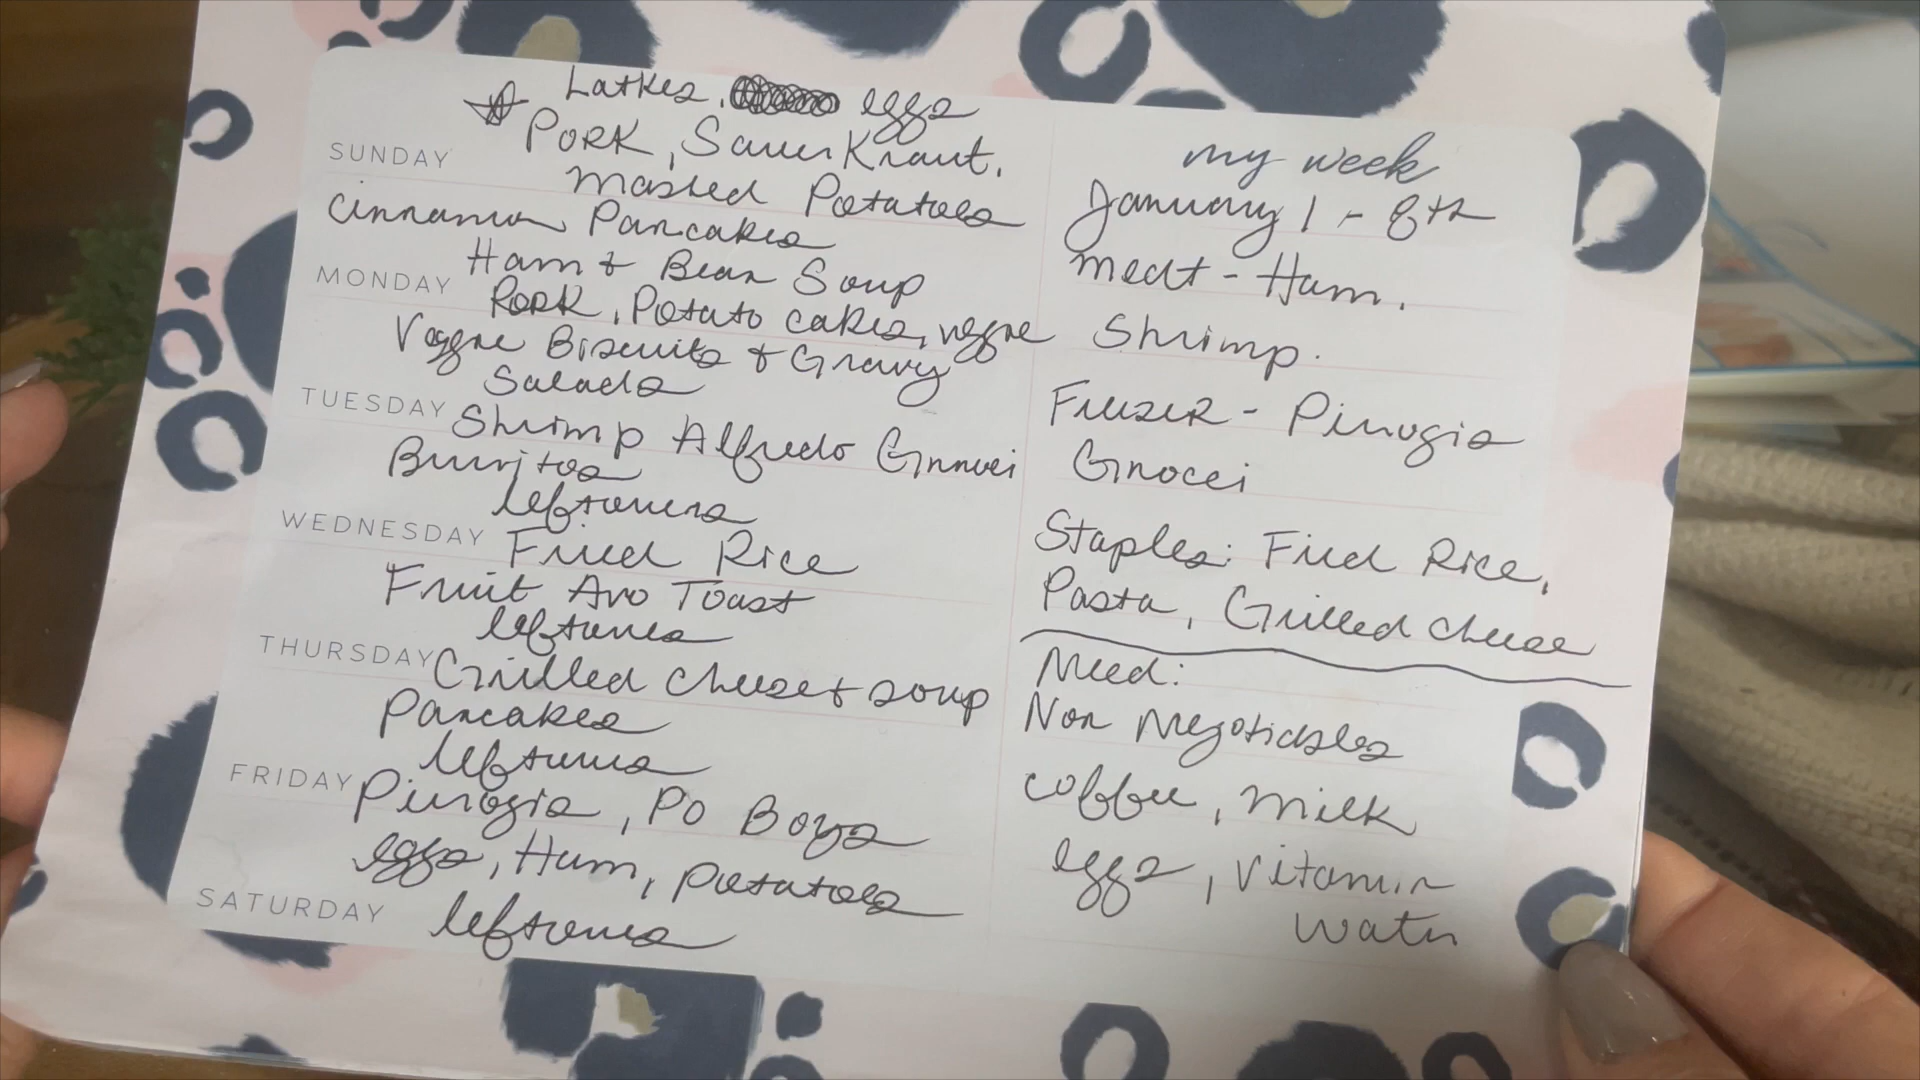 Latkes, eggs
SUNDAY PORK, SauerKraut,
mashed Potatoes
cinnamon Pancakes
Ham & Bean Soup
MONDAY PORK, Potato cakes, veggie
Veggie Biscuits & Gravy
Salads
TUESDAY Shrimp Alfredo Gnnoci
Burritos
leftovers
WEDNESDAY Fried Rice
Fruit Avo Toast
leftovers
THURSDAY Grilled cheese & soup
Pancakes
leftovers
FRIDAY Pierogis, Po Boys
eggs, Ham, Potatoes
SATURDAY leftovers
my week
January 1 - 8th
meat - Ham,
Shrimp.
Freezer - Pierogis
Gnocci
Staples: Fried Rice,
Pasta, Grilled cheese
Need:
Non Negotiables
coffee, milk
eggs, vitamin
water